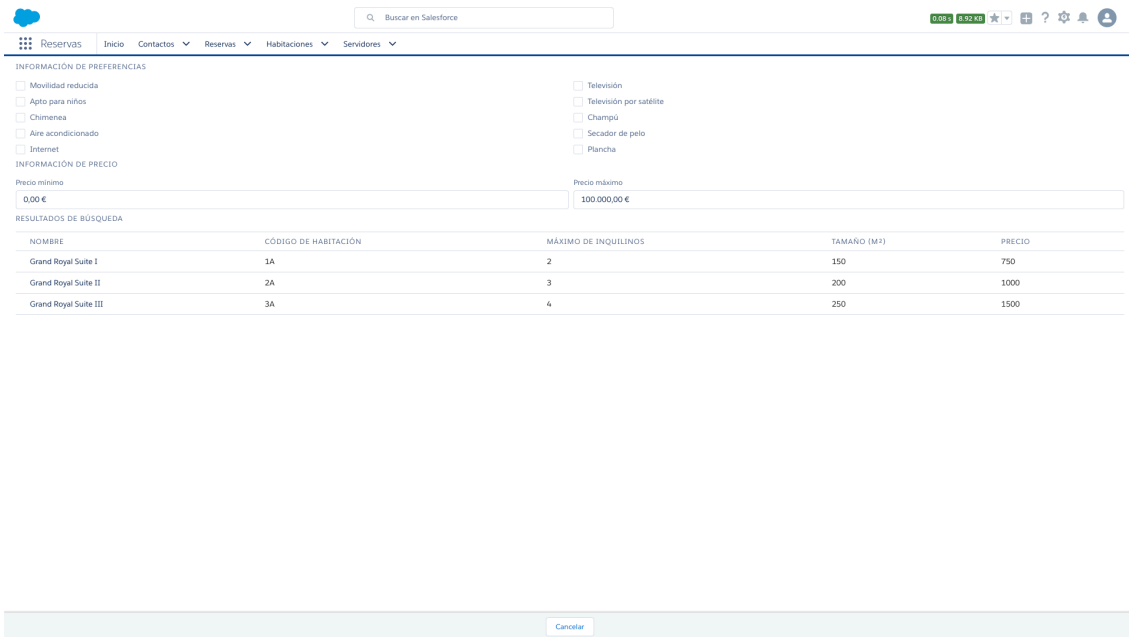 Buscar en Salesforce
0.08 s 8.92 KB
Reservas Inicio Contactos Reservas Habitaciones Servidores
INFORMACIÓN DE PREFERENCIAS
Movilidad reducida Televisión
Apto para niños Televisión por satélite
Chimenea Champú
Aire acondicionado Secador de pelo
Internet Plancha
INFORMACIÓN DE PRECIO
Precio mínimo Precio máximo
0,00 € 100.000,00 €
RESULTADOS DE BÚSQUEDA
NOMBRE CÓDIGO DE HABITACIÓN MÁXIMO DE INQUILINOS TAMAÑO (M²) PRECIO
Grand Royal Suite I 1A 2 150 750
Grand Royal Suite II 2A 3 200 1000
Grand Royal Suite III 3A 4 250 1500
Cancelar